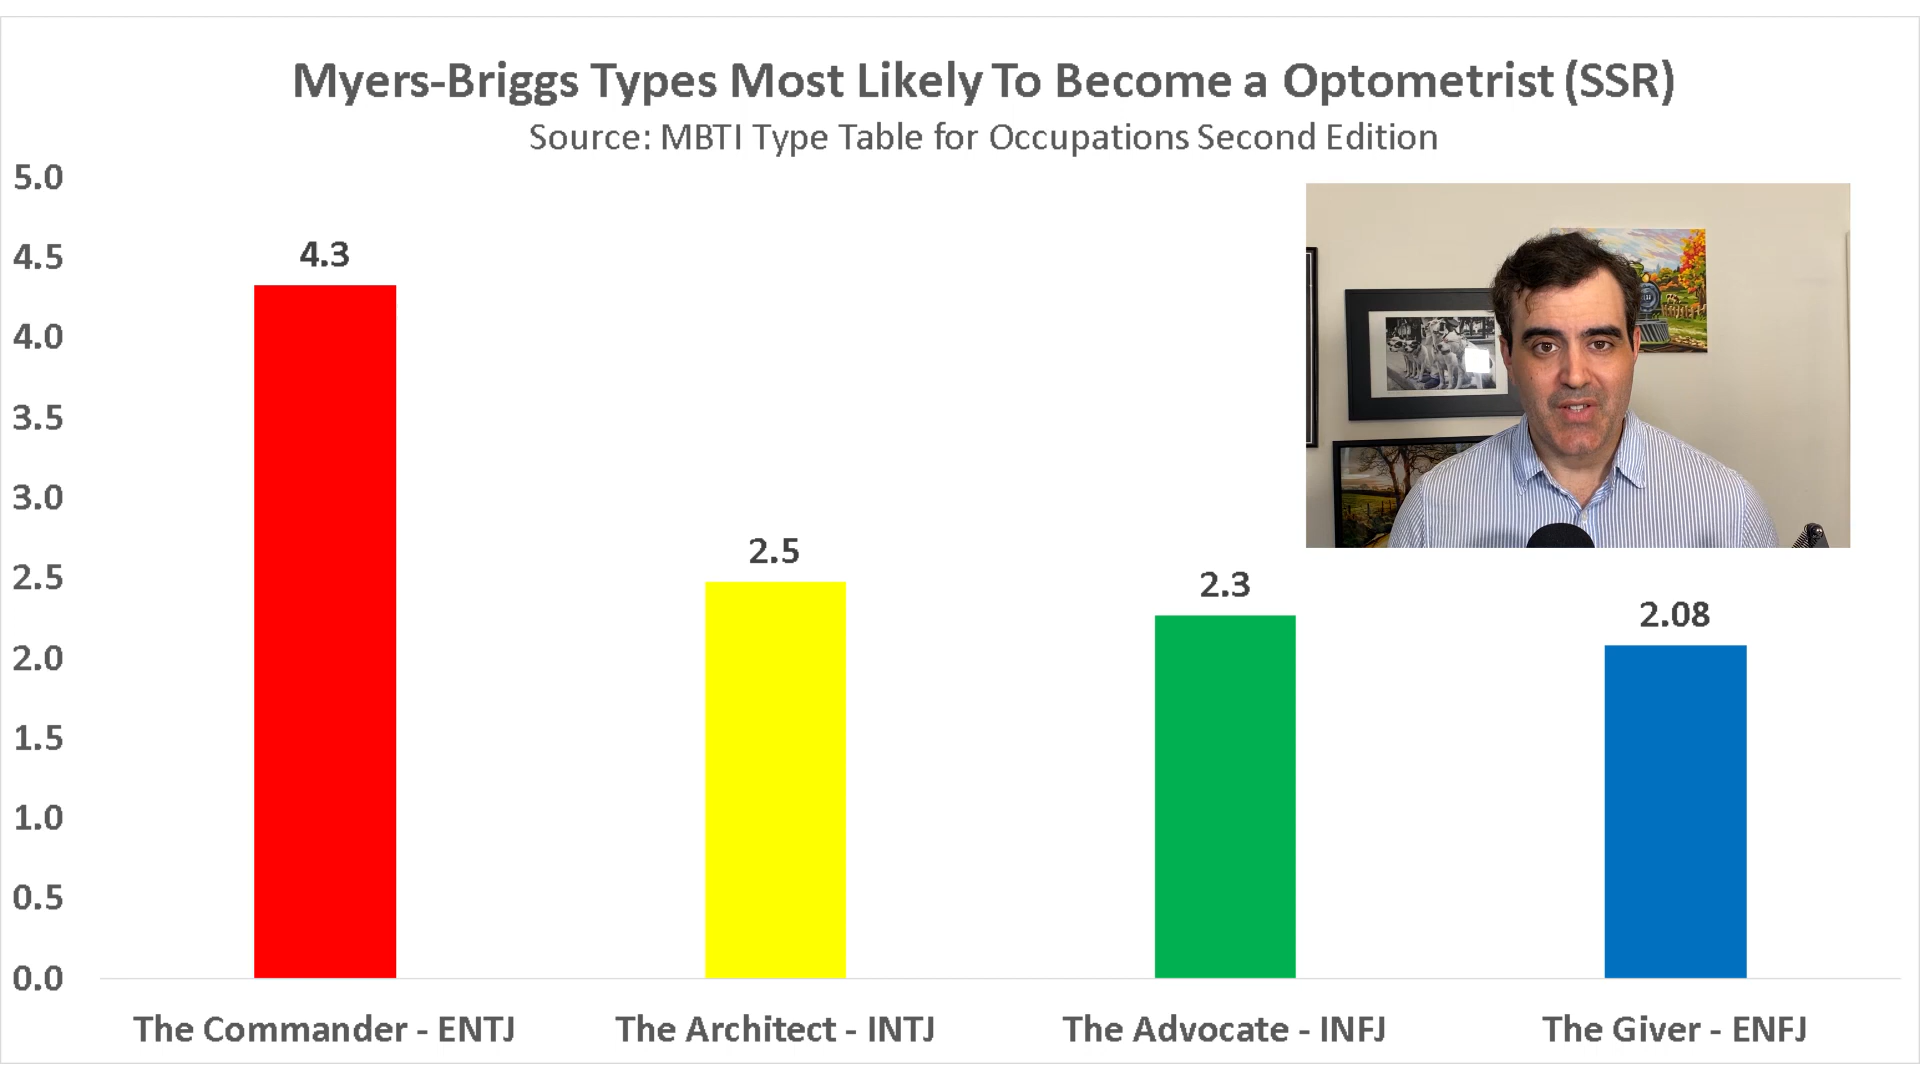 Myers-Briggs Types Most Likely To Become a Optometrist (SSR)
Source: MBTI Type Table for Occupations Second Edition
5.0
4.5
4.0
3.5
3.0
2.5
2.0
1.5
1.0
0.5
0.0
4.3
2.5
2.3
2.08
The Commander - ENTJ
The Architect - INTJ
The Advocate - INFJ
The Giver - ENFJ